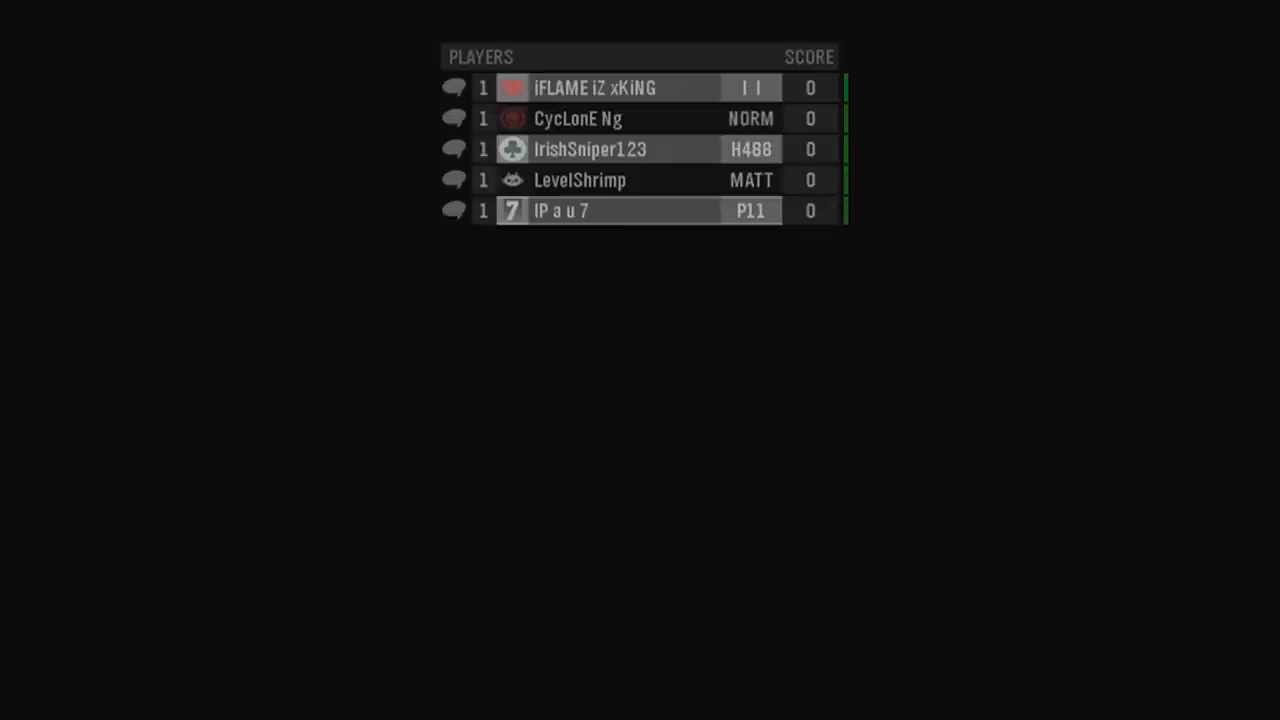 PLAYERS SCORE
1 iFLAME iZ xKiNG I I 0
1 CycLonE Ng NORM 0
1 IrishSniper123 H488 0
1 LevelShrimp MATT 0
1 7 IP a u 7 P11 0